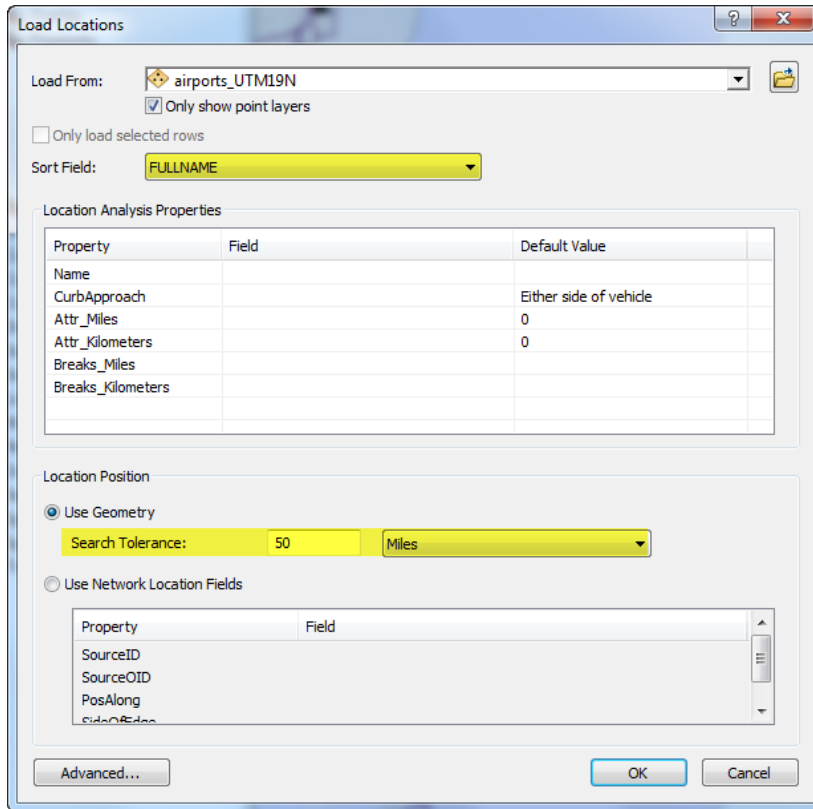 Load Locations
?
Load From: airports_UTM19N
Only show point layers
Only load selected rows
Sort Field: FULLNAME
Location Analysis Properties
Property Field Default Value
Name
CurbApproach Either side of vehicle
Attr_Miles 0
Attr_Kilometers 0
Breaks_Miles
Breaks_Kilometers
Location Position
Use Geometry
Search Tolerance: 50 Miles
Use Network Location Fields
Property Field
SourceID
SourceOID
PosAlong
SideOfEdge
Advanced... OK Cancel